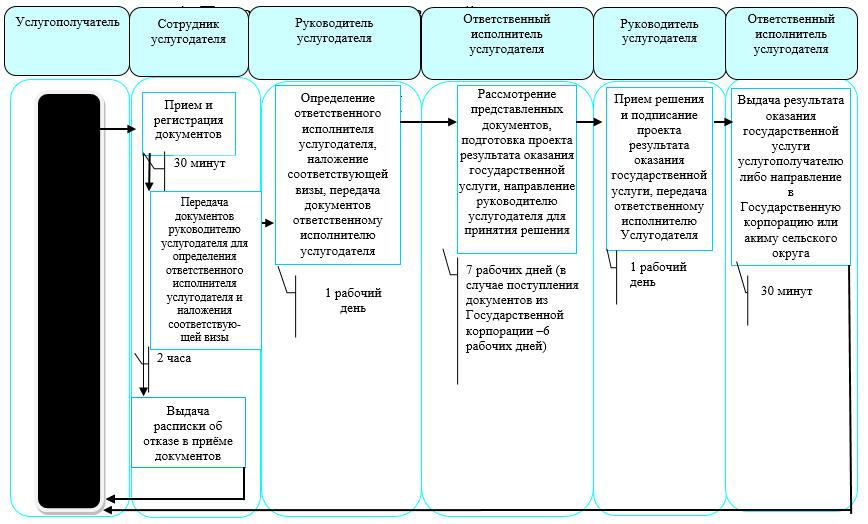 Услугополучатель
Сотрудник
услугодателя
Руководитель
услугодателя
Ответственный
исполнитель
услугодателя
Руководитель
услугодателя
Ответственный
исполнитель
услугодателя
Прием и
регистрация
документов
30 минут
Передача
документов
руководителю
услугодателя для
определения
ответственного
исполнителя
услугодателя и
наложения
соответствую-
щей визы
2 часа
Выдача
расписки об
отказе в приёме
документов
Определение
ответственного
исполнителя
услугодателя,
наложение
соответствующей
визы, передача
документов
ответственному
исполнителю
услугодателя
1 рабочий
день
Рассмотрение
представленных
документов,
подготовка проекта
результата оказания
государственной
услуги, направление
руководителю
услугодателя для
принятия решения
7 рабочих дней (в
случае поступления
документов из
Государственной
корпорации –6
рабочих дней)
Прием решения
и подписание
проекта
результата
оказания
государственной
услуги, передача
ответственному
исполнителю
Услугодателя
1 рабочий
день
Выдача результата
оказания
государственной
услуги
услугополучателю
либо направление
в
Государственную
корпорацию или
акиму сельского
округа
30 минут